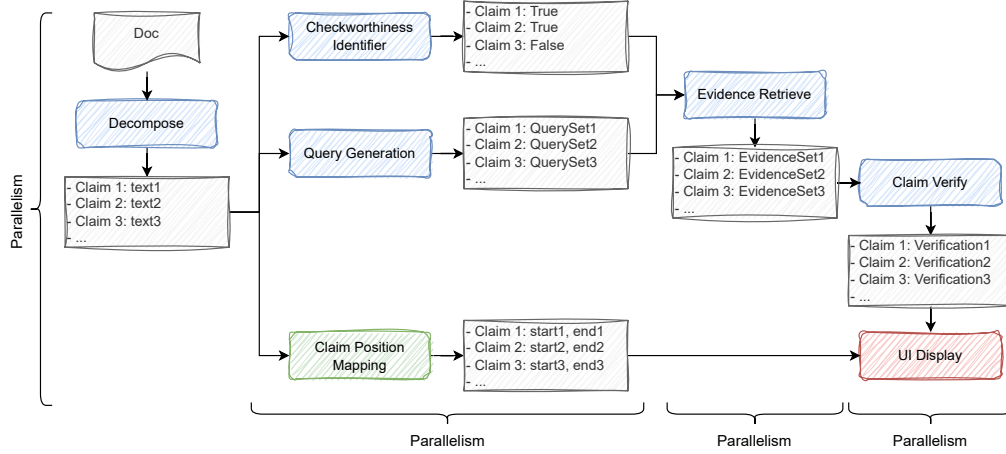 Doc
Decompose
- Claim 1: text1
- Claim 2: text2
- Claim 3: text3
- ...
Checkworthiness
Identifier
- Claim 1: True
- Claim 2: True
- Claim 3: False
- ...
Query Generation
- Claim 1: QuerySet1
- Claim 2: QuerySet2
- Claim 3: QuerySet3
- ...
Claim Position
Mapping
- Claim 1: start1, end1
- Claim 2: start2, end2
- Claim 3: start3, end3
- ...
Evidence Retrieve
- Claim 1: EvidenceSet1
- Claim 2: EvidenceSet2
- Claim 3: EvidenceSet3
- ...
Claim Verify
- Claim 1: Verification1
- Claim 2: Verification2
- Claim 3: Verification3
- ...
UI Display
Parallelism
Parallelism
Parallelism
Parallelism